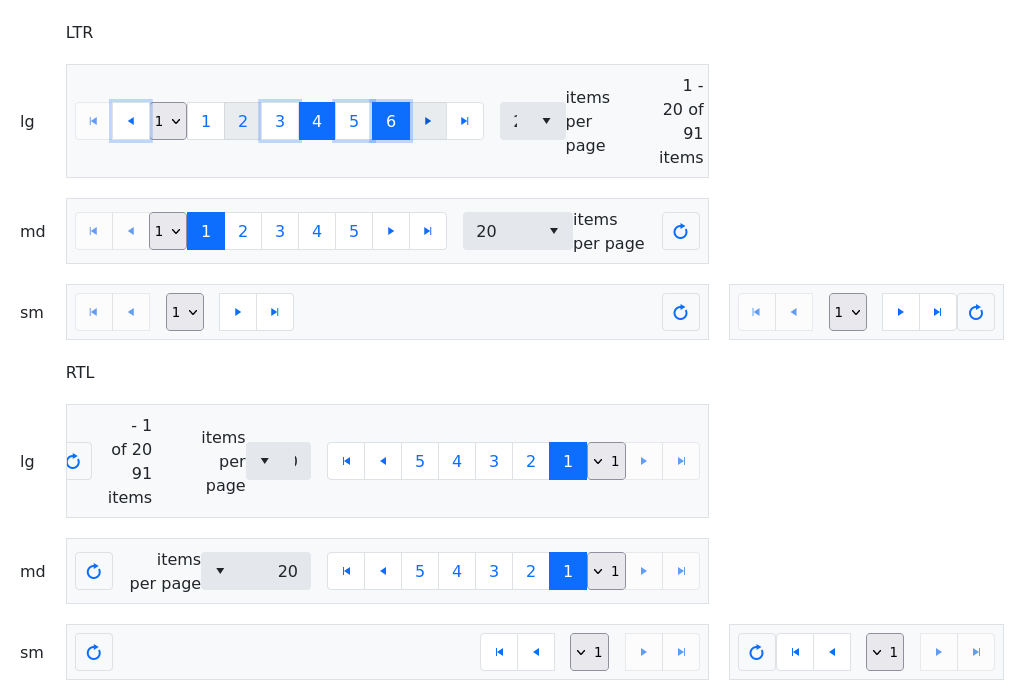 LTR
lg
1 1 2 3 4 5 6
items
per
page
1 -
20 of
91
items
md
1 1 2 3 4 5 20
items
per page
sm
1
1
RTL
lg
- 1
of 20
91
items
items
per
page
5 4 3 2 1 1
md
items
per page
20 5 4 3 2 1 1
sm
1
1